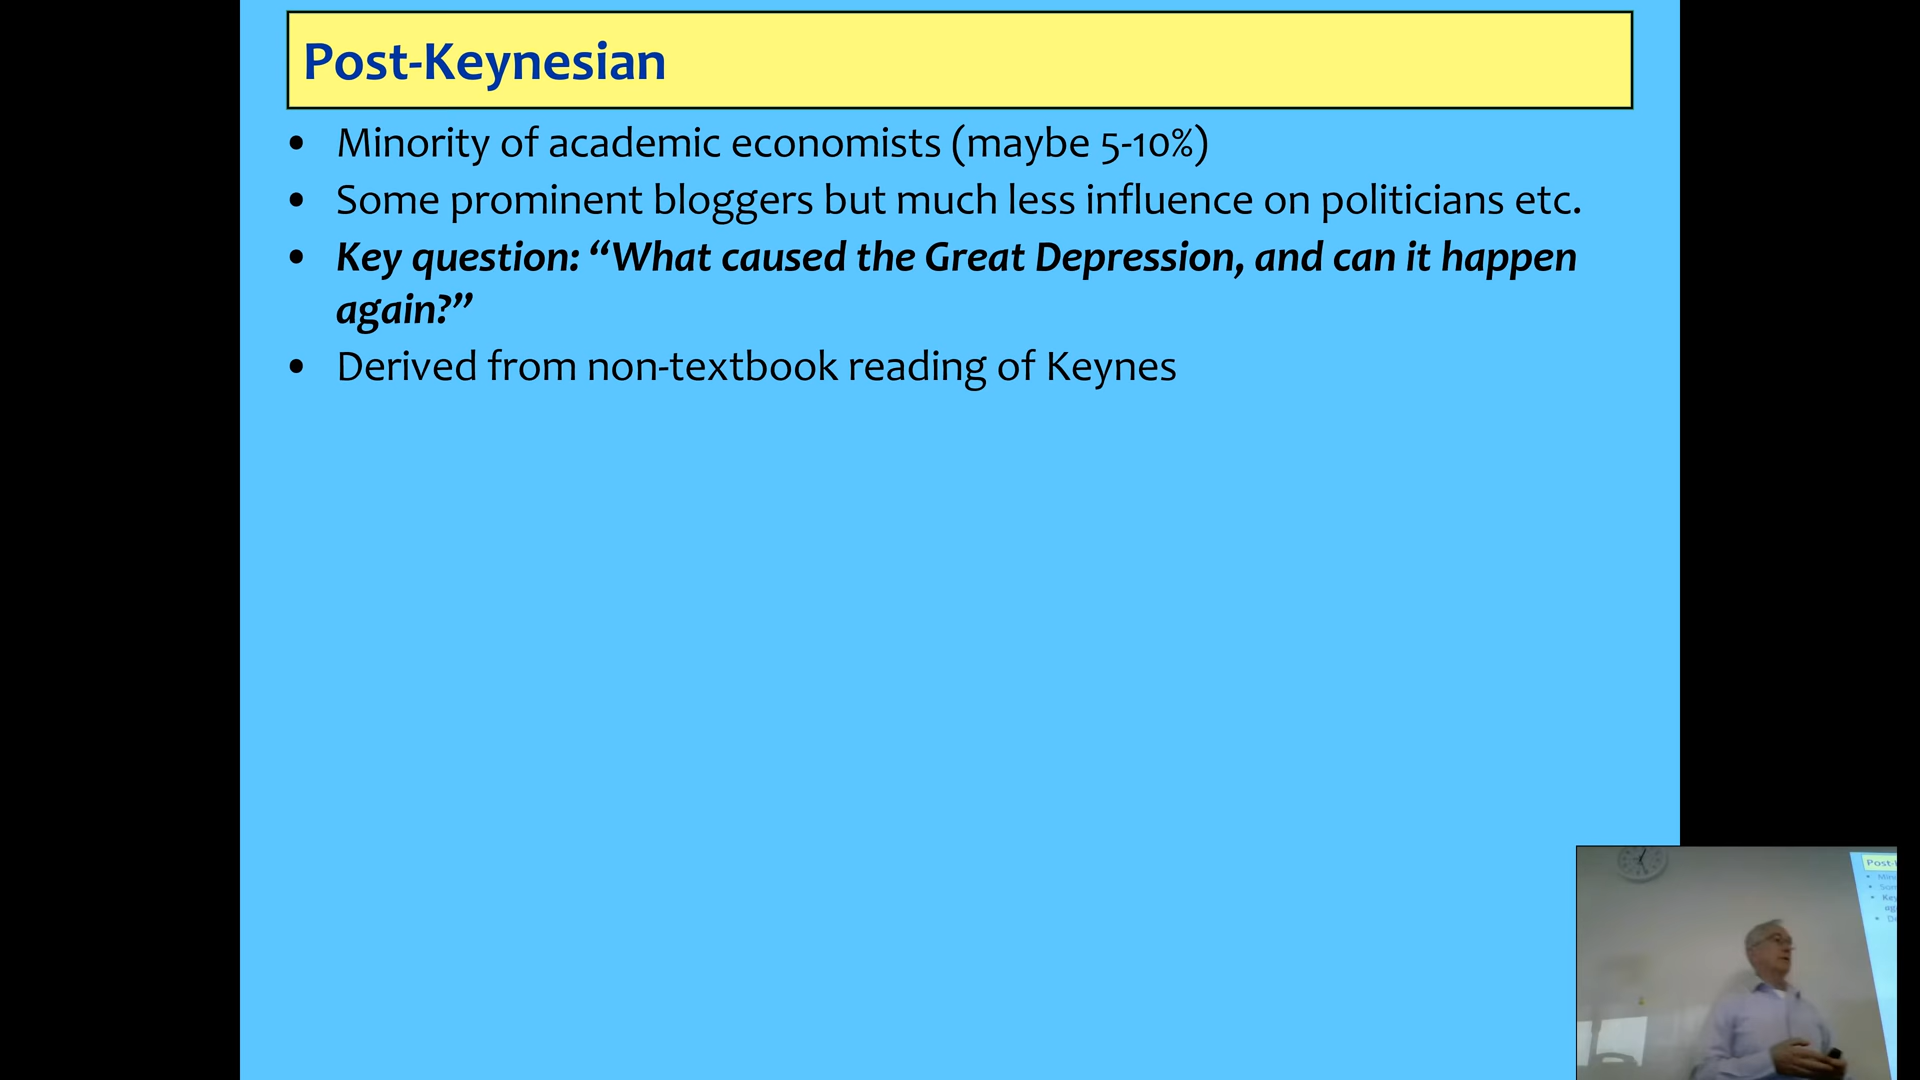 Post-Keynesian
• Minority of academic economists (maybe 5-10%)
• Some prominent bloggers but much less influence on politicians etc.
• Key question: “What caused the Great Depression, and can it happen
again?”
• Derived from non-textbook reading of Keynes
Post-